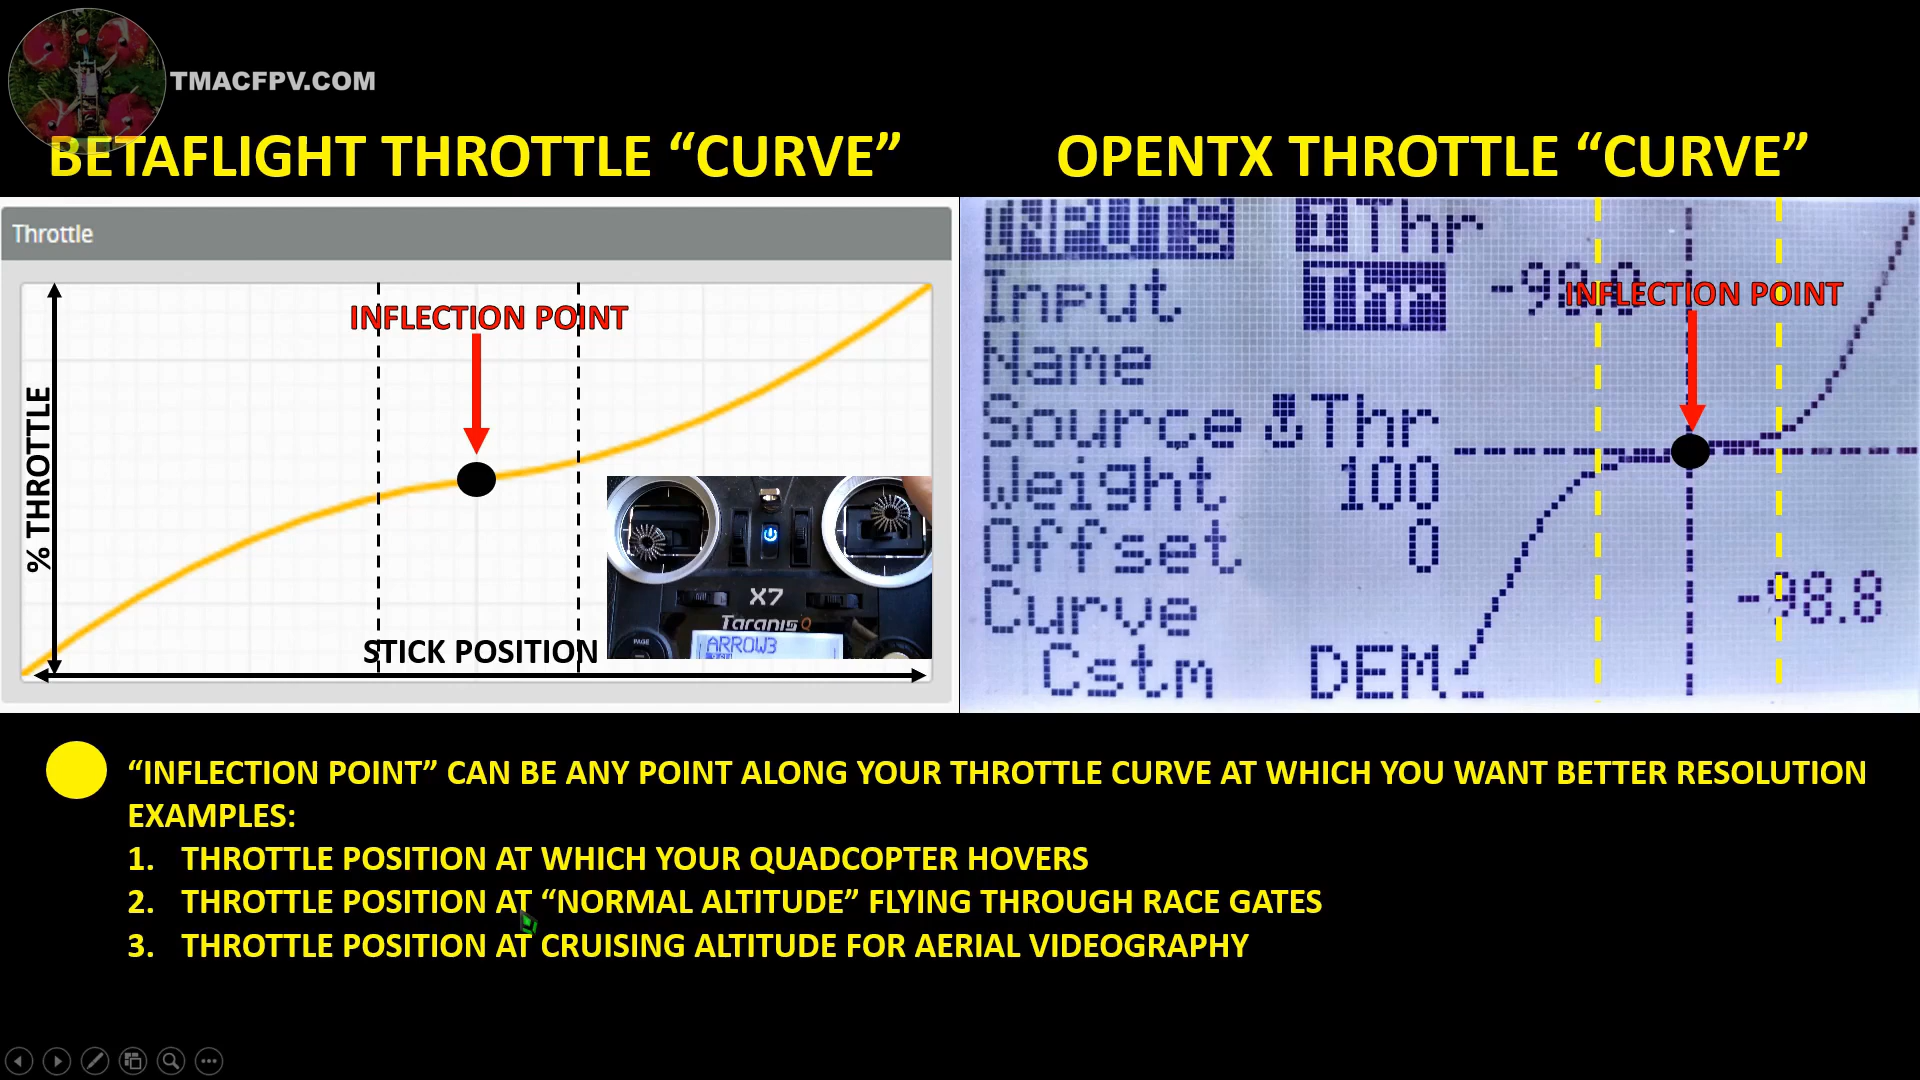 TMACFPV.COM
BETAFLIGHT THROTTLE “CURVE”
OPENTX THROTTLE “CURVE”
Throttle
INFLECTION POINT
% THROTTLE
STICK POSITION
X7
Taranis Q
PAGE
ARROW3
INPUTS Thr
Input Thr
INFLECTION POINT
Name
Source Thr
Weight 100
Offset 0
Curve -98.8
Cstm DEM
“INFLECTION POINT” CAN BE ANY POINT ALONG YOUR THROTTLE CURVE AT WHICH YOU WANT BETTER RESOLUTION
EXAMPLES:
1. THROTTLE POSITION AT WHICH YOUR QUADCOPTER HOVERS
2. THROTTLE POSITION AT “NORMAL ALTITUDE” FLYING THROUGH RACE GATES
3. THROTTLE POSITION AT CRUISING ALTITUDE FOR AERIAL VIDEOGRAPHY